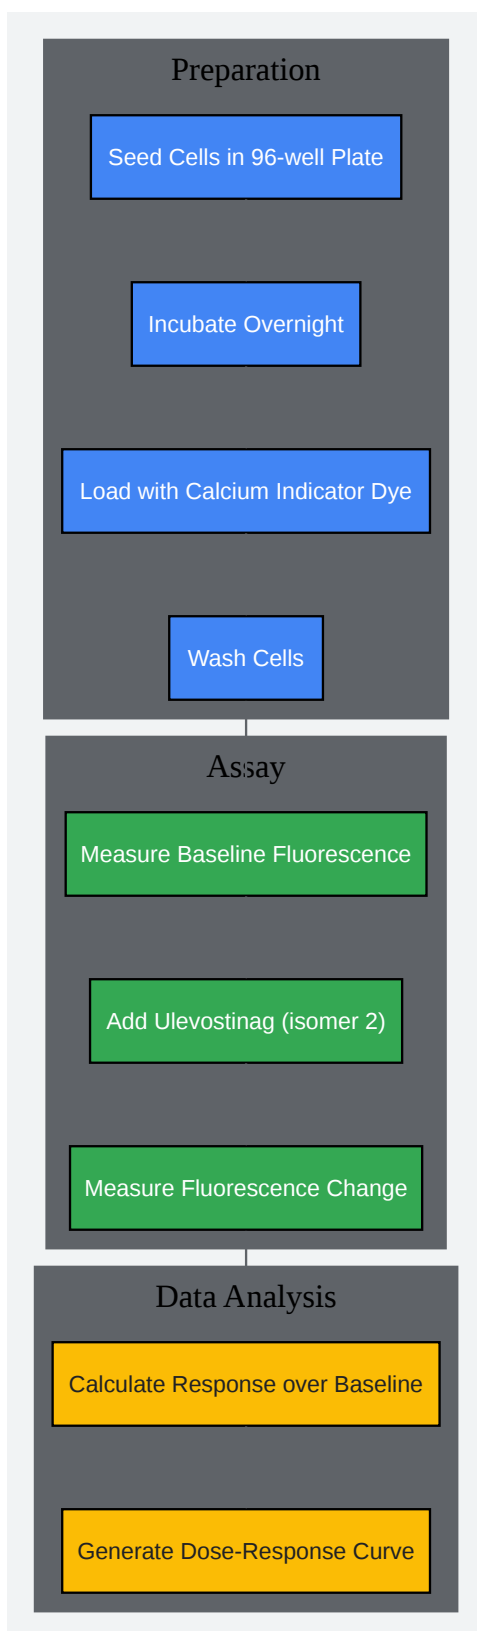 Preparation
Seed Cells in 96-well Plate
Incubate Overnight
Load with Calcium Indicator Dye
Wash Cells
Assay
Measure Baseline Fluorescence
Add Ulevostinag (isomer 2)
Measure Fluorescence Change
Data Analysis
Calculate Response over Baseline
Generate Dose-Response Curve